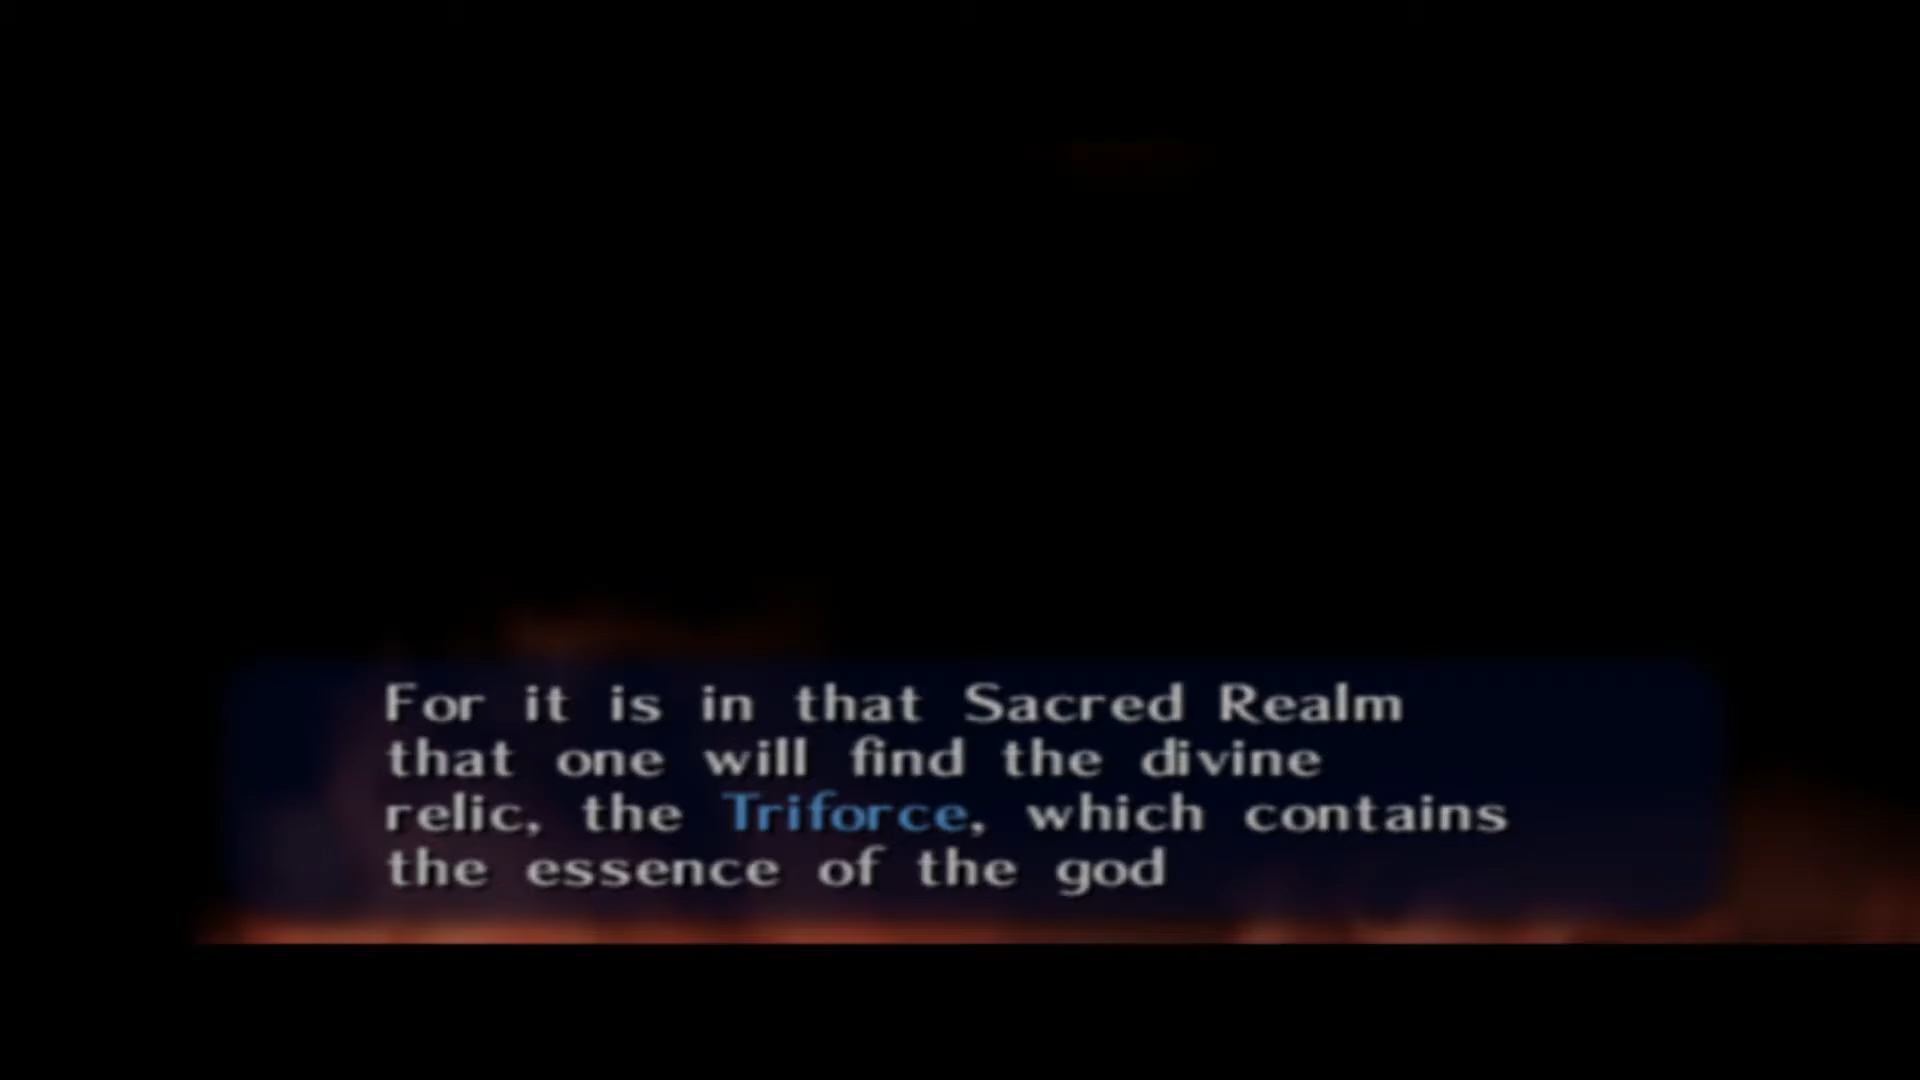 For it is in that Sacred Realm
that one will find the divine
relic, the Triforce, which contains
the essence of the god